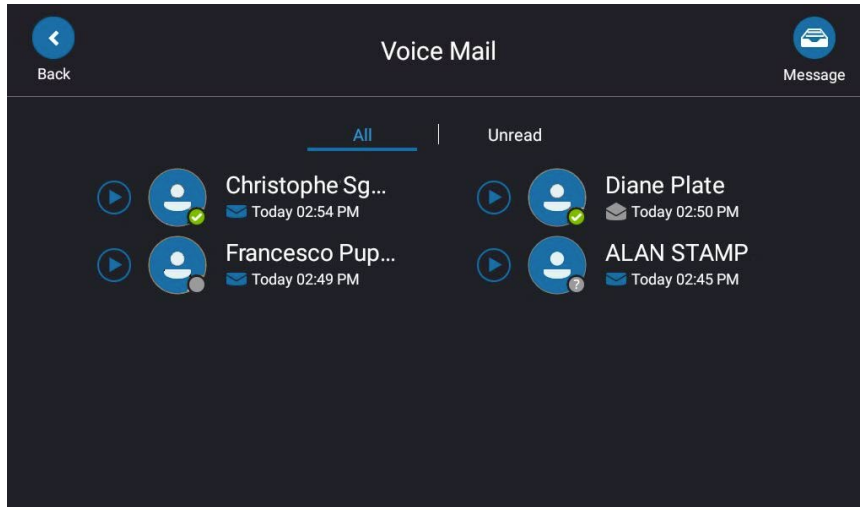 Back
Voice Mail
Message
All
Unread
Christophe Sg...
Today 02:54 PM
Diane Plate
Today 02:50 PM
Francesco Pup...
Today 02:49 PM
ALAN STAMP
?
Today 02:45 PM